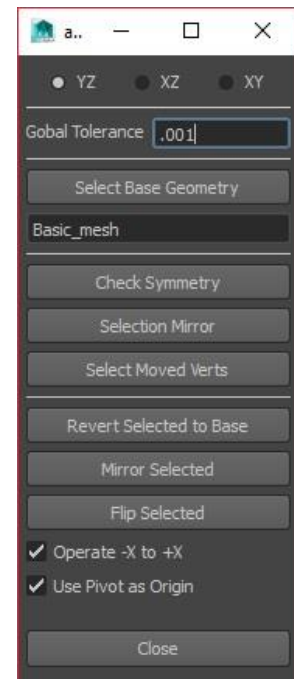 a..
YZ XZ XY
Gobal Tolerance .001
Select Base Geometry
Basic_mesh
Check Symmetry
Selection Mirror
Select Moved Verts
Revert Selected to Base
Mirror Selected
Flip Selected
Operate -X to +X
Use Pivot as Origin
Close